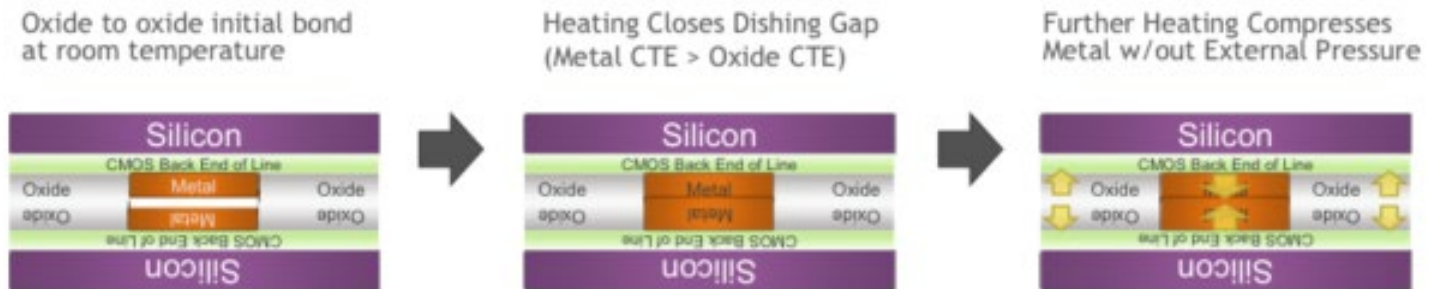 Oxide to oxide initial bond
at room temperature
Heating Closes Dishing Gap
(Metal CTE > Oxide CTE)
Further Heating Compresses
Metal w/out External Pressure
Silicon
CMOS Back End of Line
Oxide Metal Oxide
Oxide Metal Oxide
CMOS Back End of Line
Silicon
Silicon
CMOS Back End of Line
Oxide Metal Oxide
Oxide Metal Oxide
CMOS Back End of Line
Silicon
Silicon
CMOS Back End of Line
Oxide Oxide
Oxide Oxide
CMOS Back End of Line
Silicon